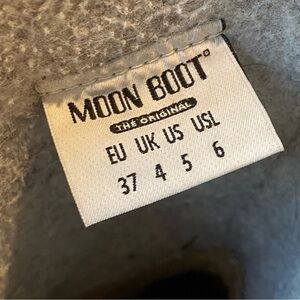 MOON BOOT®
THE ORIGINAL
EU UK US USL
37 4 5 6